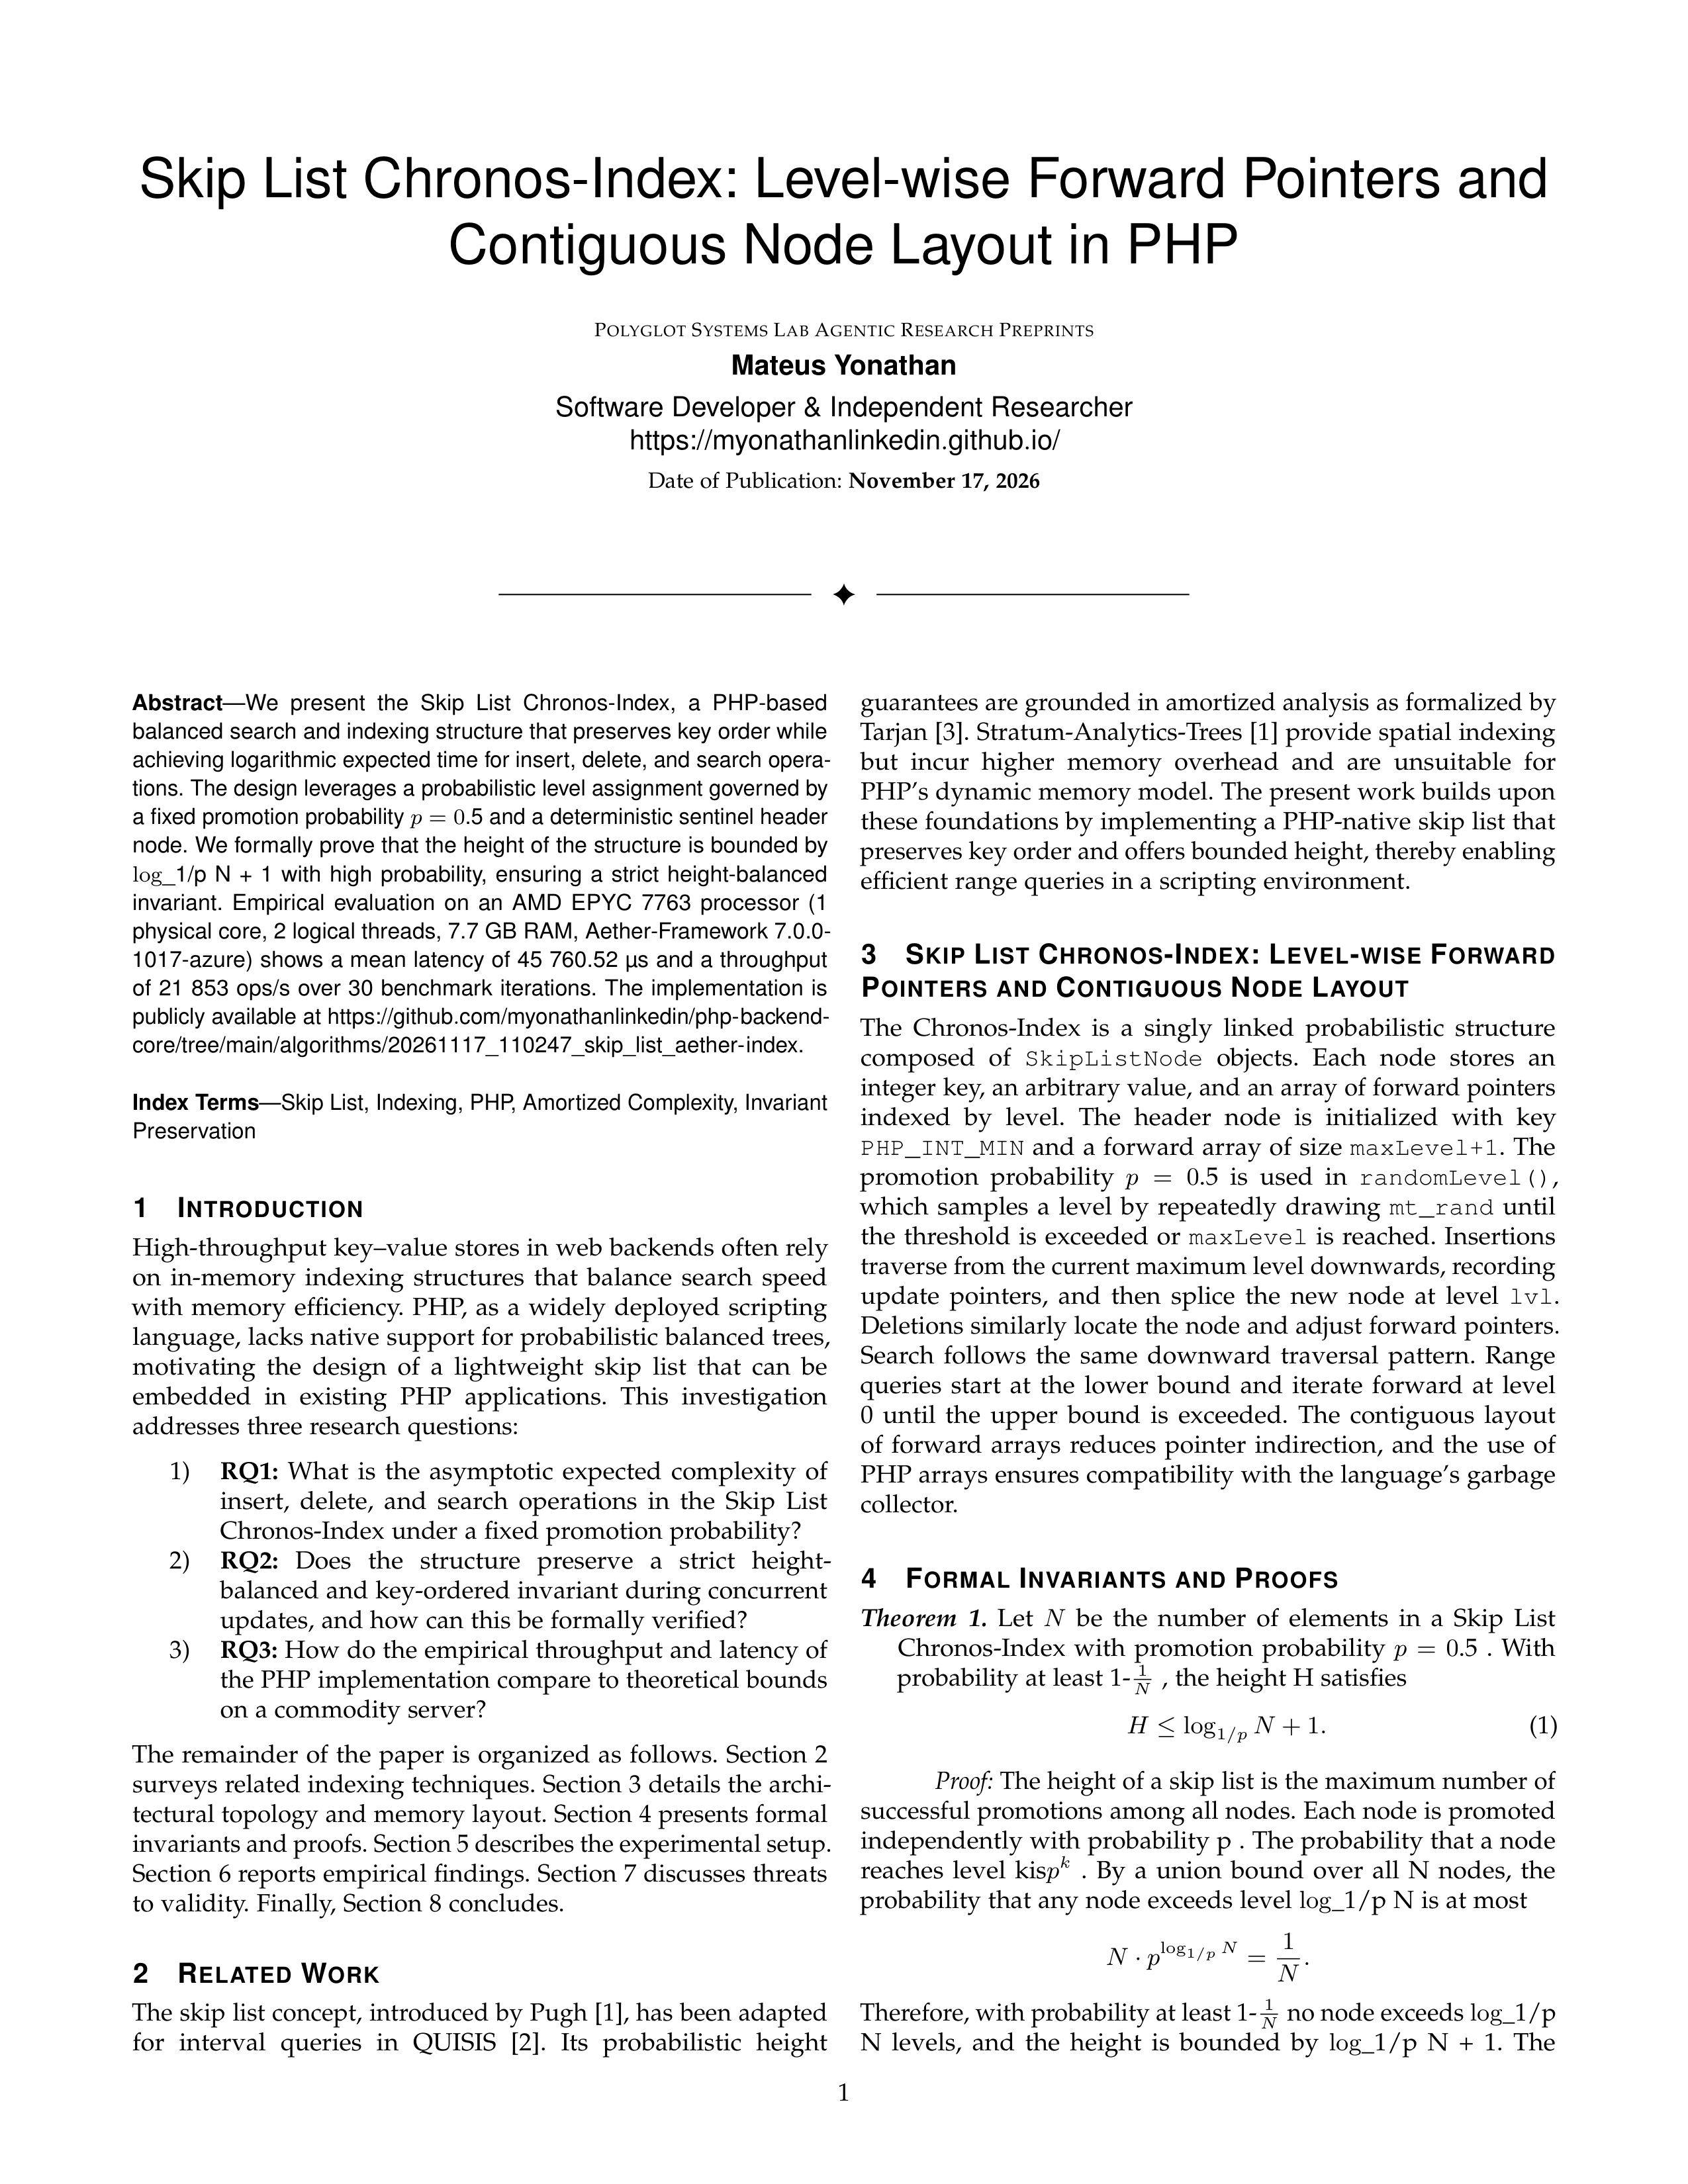 Skip List Chronos-Index: Level-wise Forward Pointers and
Contiguous Node Layout in PHP
POLYGLOT SYSTEMS LAB AGENTIC RESEARCH PREPRINTS
Mateus Yonathan
Software Developer & Independent Researcher
https://myonathanlinkedin.github.io/
Date of Publication: November 17, 2026
Abstract—We present the Skip List Chronos-Index, a PHP-based
balanced search and indexing structure that preserves key order while
achieving logarithmic expected time for insert, delete, and search opera-
tions. The design leverages a probabilistic level assignment governed by
a fixed promotion probability p = 0.5 and a deterministic sentinel header
node. We formally prove that the height of the structure is bounded by
log_1/p N + 1 with high probability, ensuring a strict height-balanced
invariant. Empirical evaluation on an AMD EPYC 7763 processor (1
physical core, 2 logical threads, 7.7 GB RAM, Aether-Framework 7.0.0-
1017-azure) shows a mean latency of 45 760.52 µs and a throughput
of 21 853 ops/s over 30 benchmark iterations. The implementation is
publicly available at https://github.com/myonathanlinkedin/php-backend-
core/tree/main/algorithms/20261117_110247_skip_list_aether-index.
Index Terms—Skip List, Indexing, PHP, Amortized Complexity, Invariant
Preservation
1 INTRODUCTION
High-throughput key–value stores in web backends often rely
on in-memory indexing structures that balance search speed
with memory efficiency. PHP, as a widely deployed scripting
language, lacks native support for probabilistic balanced trees,
motivating the design of a lightweight skip list that can be
embedded in existing PHP applications. This investigation
addresses three research questions:
1) RQ1: What is the asymptotic expected complexity of
insert, delete, and search operations in the Skip List
Chronos-Index under a fixed promotion probability?
2) RQ2: Does the structure preserve a strict height-
balanced and key-ordered invariant during concurrent
updates, and how can this be formally verified?
3) RQ3: How do the empirical throughput and latency of
the PHP implementation compare to theoretical bounds
on a commodity server?
The remainder of the paper is organized as follows. Section 2
surveys related indexing techniques. Section 3 details the archi-
tectural topology and memory layout. Section 4 presents formal
invariants and proofs. Section 5 describes the experimental setup.
Section 6 reports empirical findings. Section 7 discusses threats
to validity. Finally, Section 8 concludes.
2 RELATED WORK
The skip list concept, introduced by Pugh [1], has been adapted
for interval queries in QUISIS [2]. Its probabilistic height
guarantees are grounded in amortized analysis as formalized by
Tarjan [3]. Stratum-Analytics-Trees [1] provide spatial indexing
but incur higher memory overhead and are unsuitable for
PHP's dynamic memory model. The present work builds upon
these foundations by implementing a PHP-native skip list that
preserves key order and offers bounded height, thereby enabling
efficient range queries in a scripting environment.
3 SKIP LIST CHRONOS-INDEX: LEVEL-WISE FORWARD
POINTERS AND CONTIGUOUS NODE LAYOUT
The Chronos-Index is a singly linked probabilistic structure
composed of SkipListNode objects. Each node stores an
integer key, an arbitrary value, and an array of forward pointers
indexed by level. The header node is initialized with key
PHP_INT_MIN and a forward array of size maxLevel+1. The
promotion probability p = 0.5 is used in randomLevel(),
which samples a level by repeatedly drawing mt_rand until
the threshold is exceeded or maxLevel is reached. Insertions
traverse from the current maximum level downwards, recording
update pointers, and then splice the new node at level lvl.
Deletions similarly locate the node and adjust forward pointers.
Search follows the same downward traversal pattern. Range
queries start at the lower bound and iterate forward at level
0 until the upper bound is exceeded. The contiguous layout
of forward arrays reduces pointer indirection, and the use of
PHP arrays ensures compatibility with the language's garbage
collector.
4 FORMAL INVARIANTS AND PROOFS
Theorem 1. Let N be the number of elements in a Skip List
Chronos-Index with promotion probability p = 0.5 . With
probability at least 1-\frac{1}{N} , the height H satisfies
H ≤ log_{1/p} N + 1. (1)
Proof: The height of a skip list is the maximum number of
successful promotions among all nodes. Each node is promoted
independently with probability p . The probability that a node
reaches level kisp^k . By a union bound over all N nodes, the
probability that any node exceeds level log_1/p N is at most
N · p^{log_{1/p} N} = \frac{1}{N}.
Therefore, with probability at least 1-\frac{1}{N} no node exceeds log_1/p
N levels, and the height is bounded by log_1/p N + 1. The
1